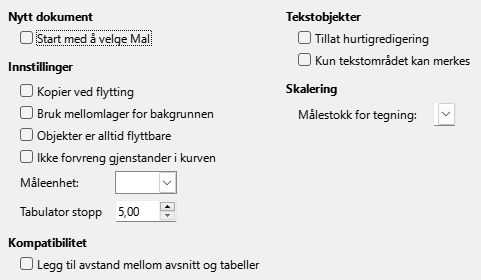 Nytt dokument
Start med å velge Mal
Innstillinger
Kopier ved flytting
Bruk mellomlager for bakgrunnen
Objekter er alltid flyttbare
Ikke forvreng gjenstander i kurven
Måleenhet:
Tabulator stopp 5,00
Kompatibilitet
Legg til avstand mellom avsnitt og tabeller
Tekstobjekter
Tillat hurtigredigering
Kun tekstområdet kan merkes
Skalering
Målestokk for tegning: